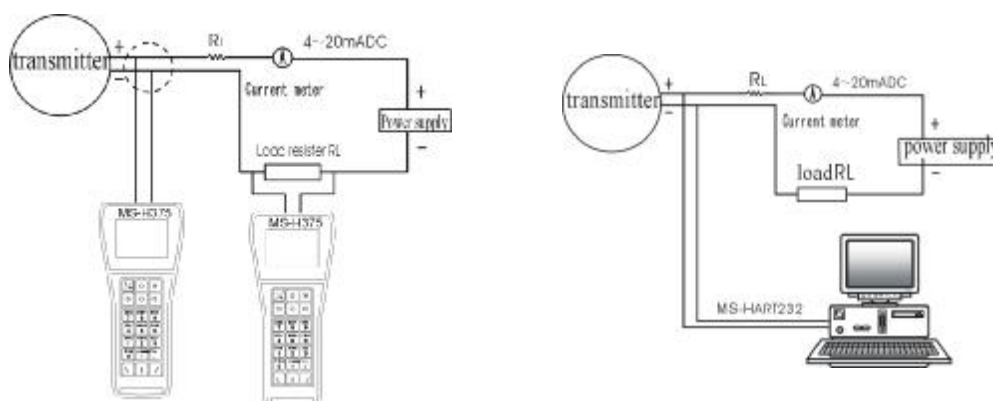 transmitter
+
−
RL
4~20mADC
Current meter
+
Power supply
−
Load resister RL
MS-H375
MS-H375
transmitter
+
−
RL
4~20mADC
Current meter
+
power supply
−
loadRL
MS-HART232